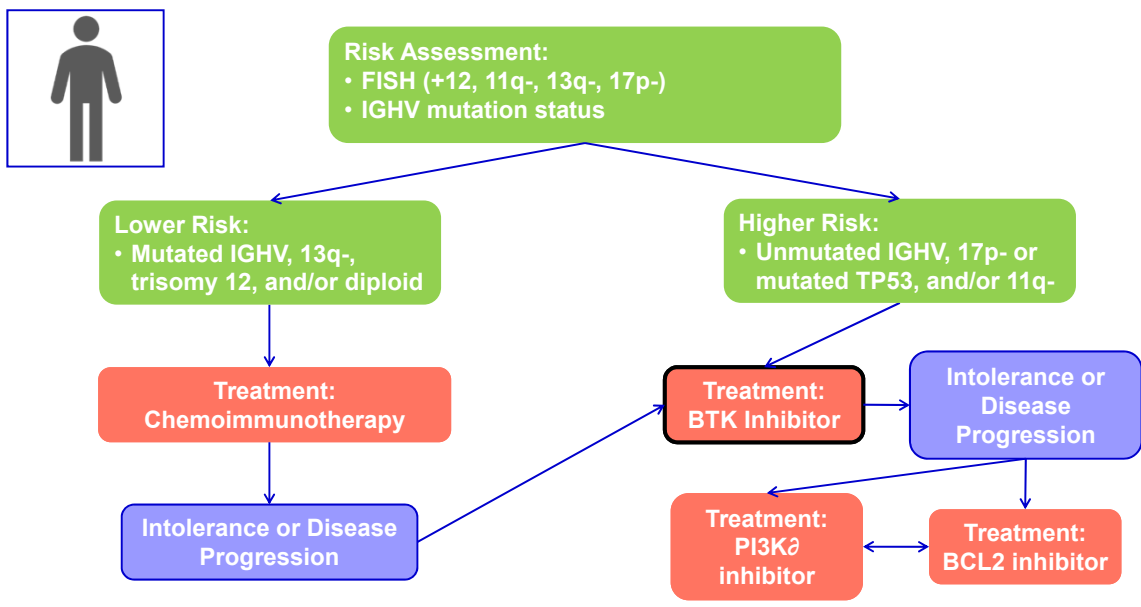 Risk Assessment:
• FISH (+12, 11q-, 13q-, 17p-)
• IGHV mutation status
Lower Risk:
• Mutated IGHV, 13q-,
trisomy 12, and/or diploid
Higher Risk:
• Unmutated IGHV, 17p- or
mutated TP53, and/or 11q-
Treatment:
Chemoimmunotherapy
Treatment:
BTK Inhibitor
Intolerance or
Disease
Progression
Intolerance or Disease
Progression
Treatment:
PI3K∂
inhibitor
Treatment:
BCL2 inhibitor